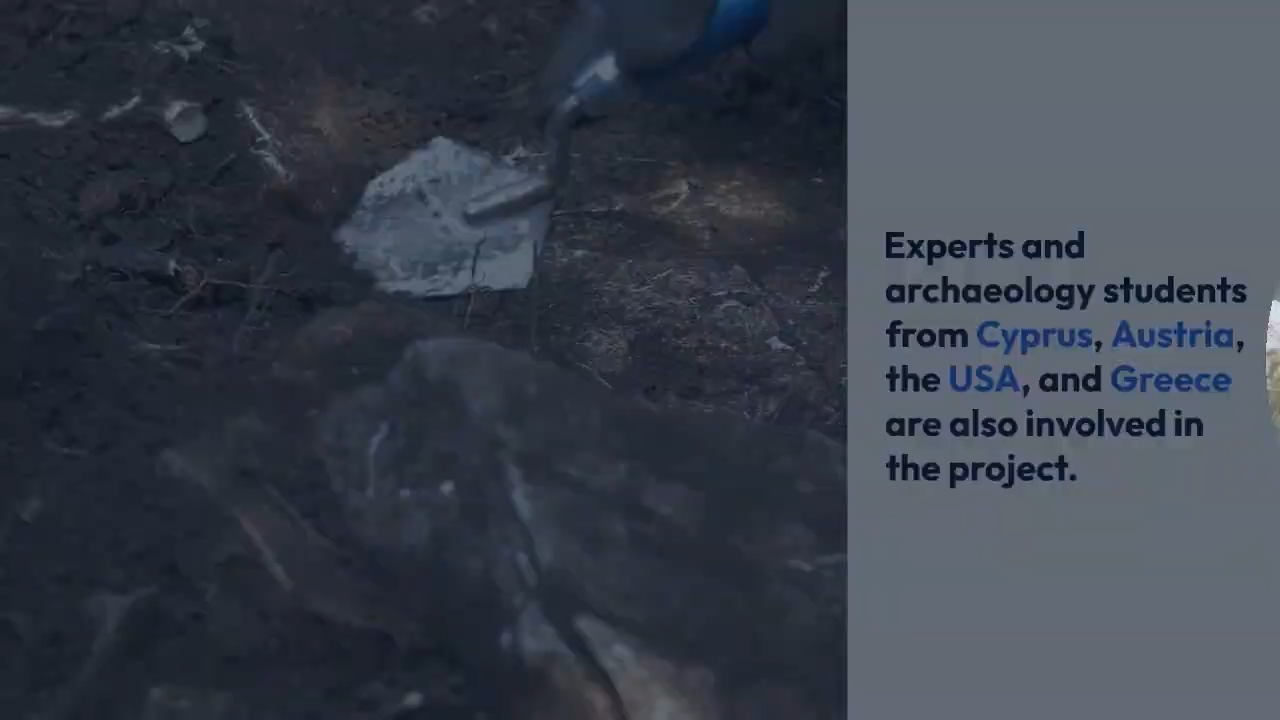 Experts and
archaeology students
from Cyprus, Austria,
the USA, and Greece
are also involved in
the project.